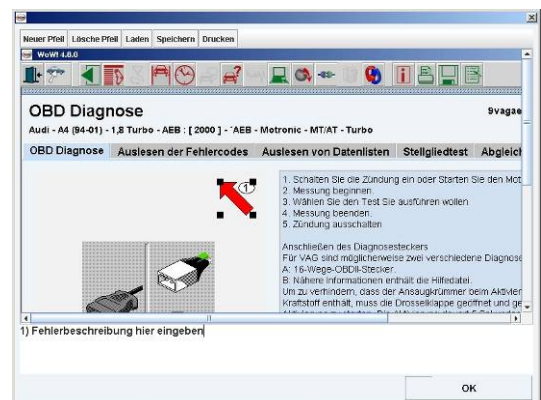 Neuer Pfeil Lösche Pfeil Laden Speichern Drucken
WoW! 4.8.0
OBD Diagnose
9vagae
Audi - A4 (94-01) - 1,8 Turbo - AEB : [ 2000 ] - ´AEB - Motronic - MT/AT - Turbo
OBD Diagnose Auslesen der Fehlercodes Auslesen von Datenlisten Stellgliedtest Abgleich
1
1. Schalten Sie die Zündung ein oder Starten Sie den Mot
2. Messung beginnen.
3. Wählen Sie den Test Sie ausführen wollen
4. Messung beenden.
5. Zündung ausschalten
Anschließen des Diagnosesteckers
Für VAG sind möglicherweise zwei verschiedene Diagnose
A: 16-Wege-OBDII-Stecker.
B: Nähere Informationen enthält die Hilfedatei.
Um zu verhindern, dass der Ansaugkrümmer beim Aktivier
Kraftstoff enthält, muss die Drosselklappe geöffnet und ge
1) Fehlerbeschreibung hier eingeben
OK